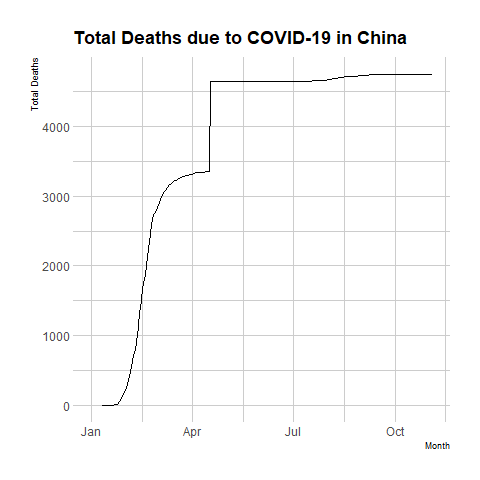 Total Deaths due to COVID-19 in China
Total Deaths
4000
3000
2000
1000
0
Jan Apr Jul Oct
Month